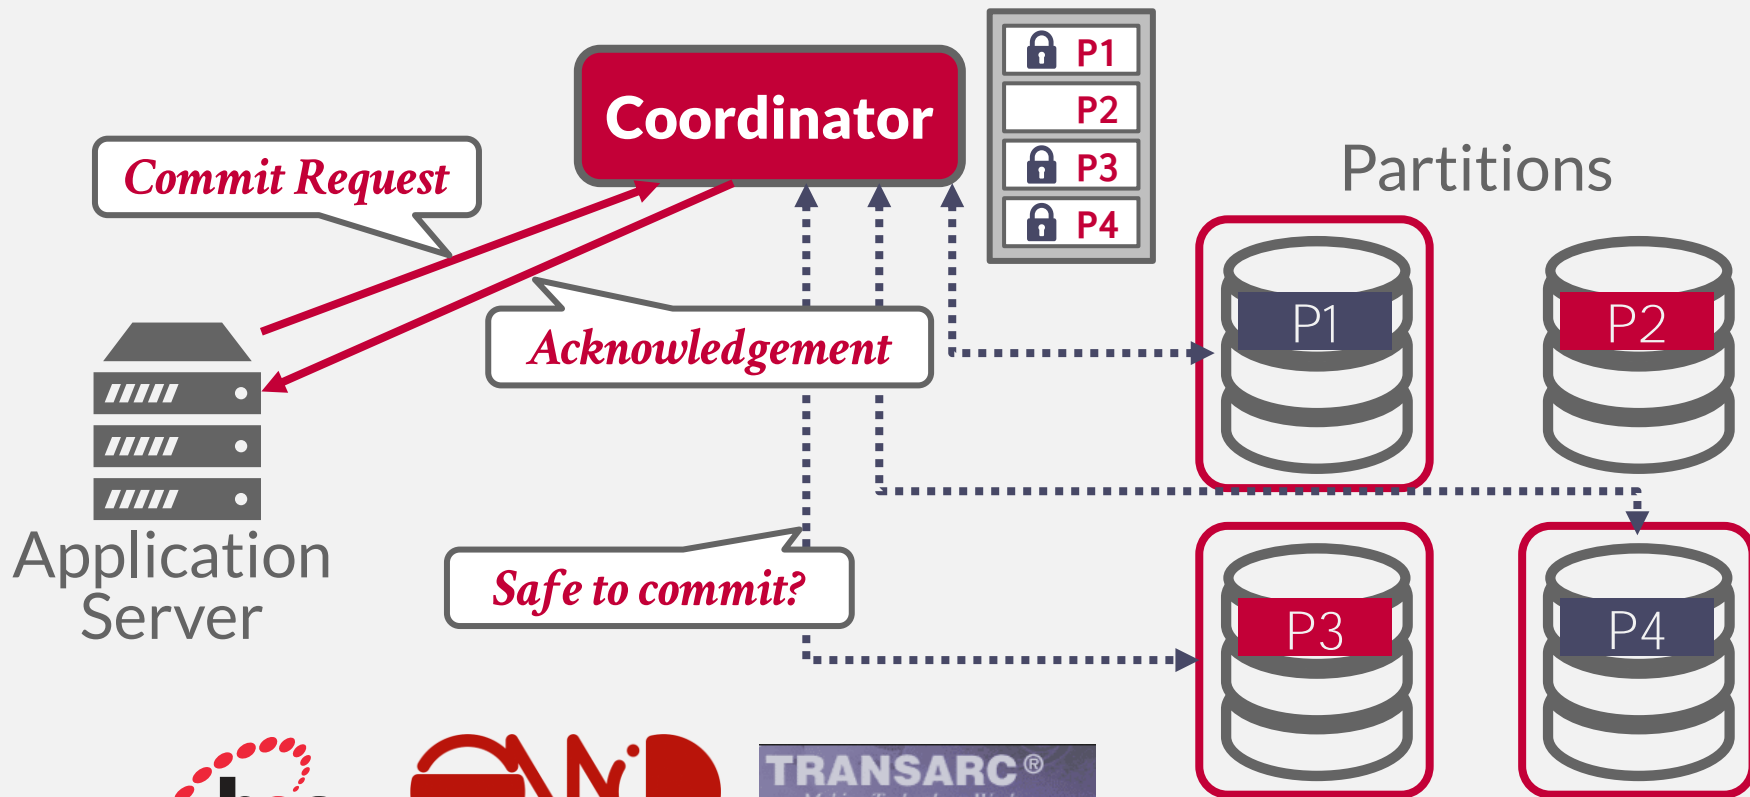 Coordinator
P1
P2
P3
P4
Commit Request
Partitions
Acknowledgement
P1
P2
Application
Server
Safe to commit?
P3
P4
TRANSARC®